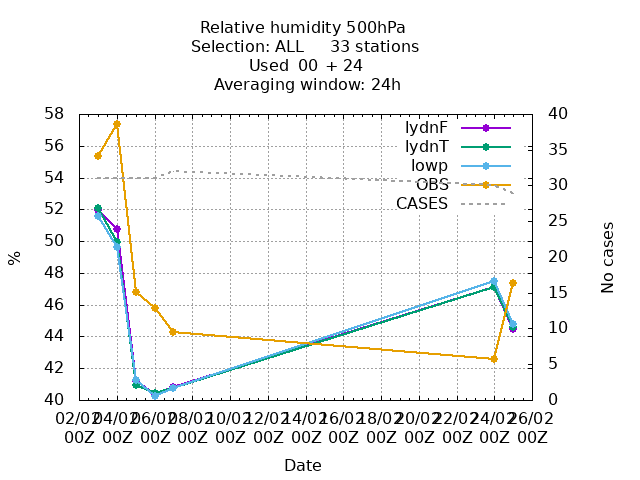 Relative humidity 500hPa
Selection: ALL 33 stations
Used 00 + 24
Averaging window: 24h
58 40
56 35
54 30
52 25
50 20
48 15
46 10
44 5
42 0
40
lydnF
lydnT
lowp
OBS
CASES
%
No cases
02/02 04/02 06/02 08/02 10/02 12/02 14/02 16/02 18/02 20/02 22/02 24/02 26/02
00Z 00Z 00Z 00Z 00Z 00Z 00Z 00Z 00Z 00Z 00Z 00Z 00Z
Date